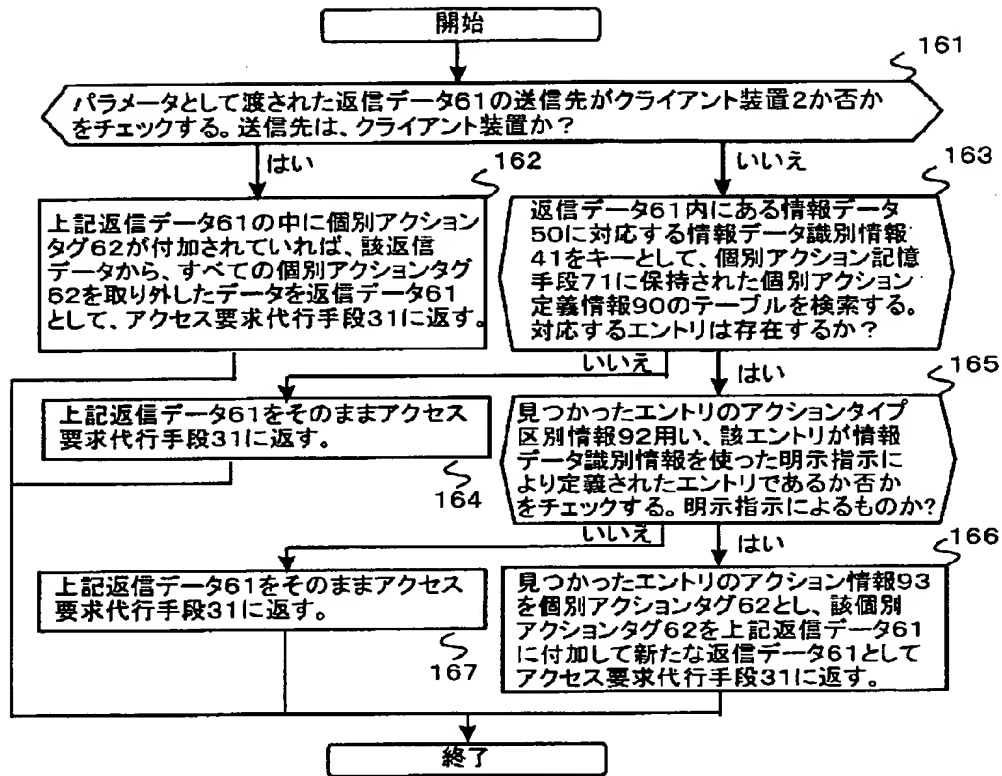 開始
161
パラメータとして渡された返信データ61の送信先がクライアント装置2か否か
をチェックする。送信先は、クライアント装置か？
はい
162
いいえ
163
上記返信データ61の中に個別アクション
タグ62が付加されていれば、該返信
データから、すべての個別アクションタグ
62を取り外したデータを返信データ61
として、アクセス要求代行手段31に返す。
返信データ61内にある情報データ
50に対応する情報データ識別情報
41をキーとして、個別アクション記憶
手段71に保持された個別アクション
定義情報90のテーブルを検索する。
対応するエントリは存在するか？
いいえ
はい
165
上記返信データ61をそのままアクセス
要求代行手段31に返す。
164
見つかったエントリのアクションタイプ
区別情報92用い、該エントリが情報
データ識別情報を使った明示指示に
より定義されたエントリであるか否か
をチェックする。明示指示によるものか?
いいえ
はい
166
上記返信データ61をそのままアクセス
要求代行手段31に返す。
167
見つかったエントリのアクション情報93
を個別アクションタグ62とし、該個別
アクションタグ62を上記返信データ61
に付加して新たな返信データ61として
アクセス要求代行手段31に返す。
終了